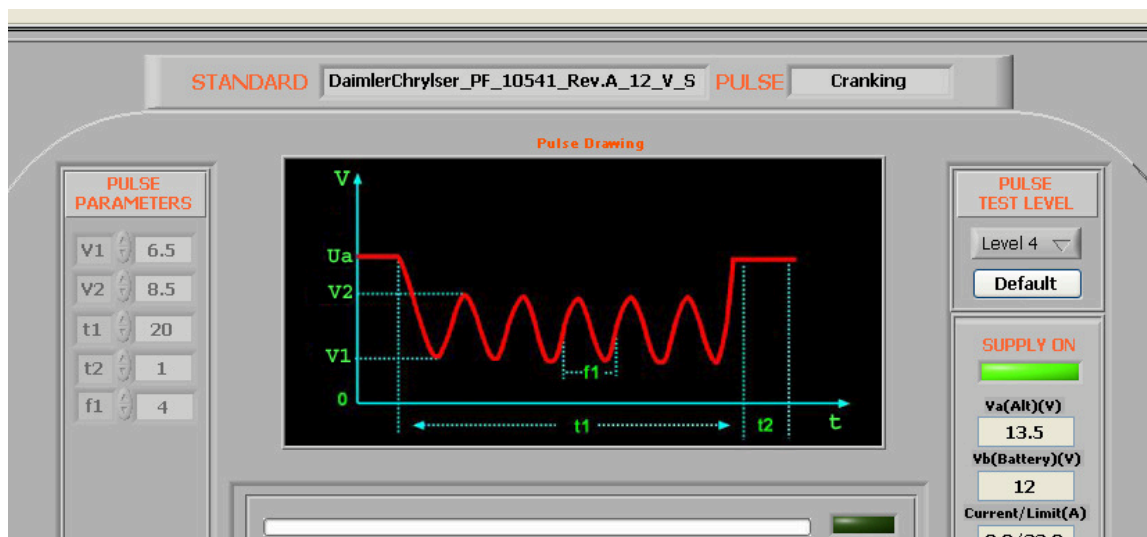 STANDARD DaimlerChrylser_PF_10541_Rev.A_12_V_S PULSE Cranking
Pulse Drawing
PULSE
PARAMETERS
V1 6.5
V2 8.5
t1 20
t2 1
f1 4
V
Ua
V2
V1
0
f1
t1
t2
t
PULSE
TEST LEVEL
Level 4
Default
SUPPLY ON
Va(Alt)(V)
13.5
Vb(Battery)(V)
12
Current/Limit(A)